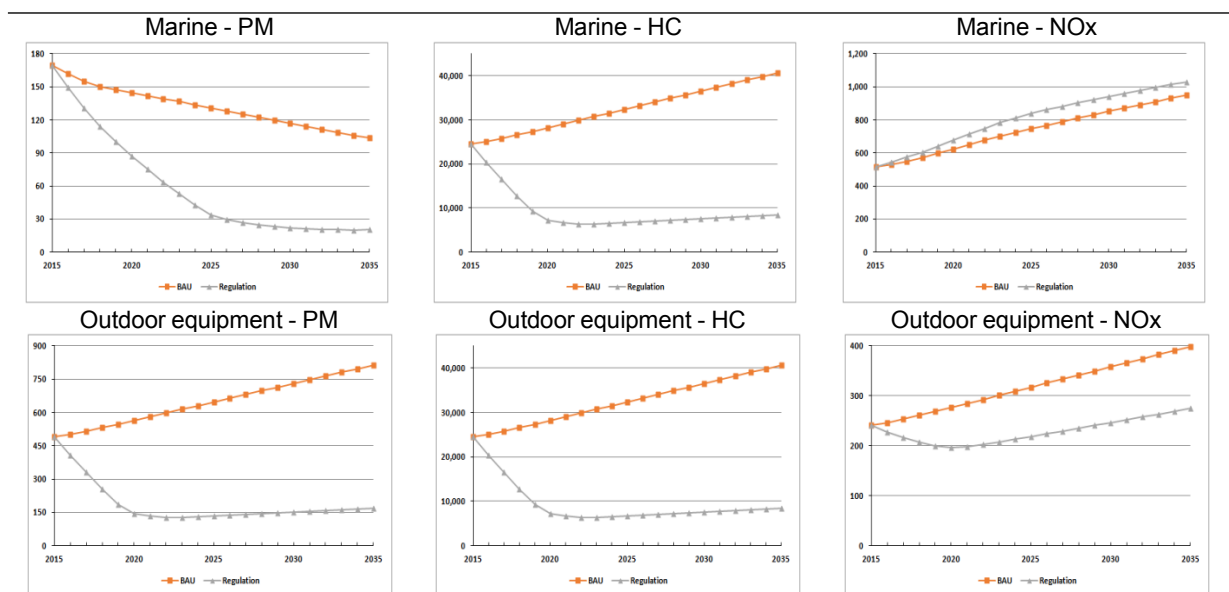 Marine - PM
180
150
120
90
60
30
0
2015 2020 2025 2030 2035
BAU Regulation
Marine - HC
40,000
30,000
20,000
10,000
0
2015 2020 2025 2030 2035
BAU Regulation
Marine - NOx
1,200
1,000
800
600
400
200
0
2015 2020 2025 2030 2035
BAU Regulation
Outdoor equipment - PM
900
750
600
450
300
150
0
2015 2020 2025 2030 2035
BAU Regulation
Outdoor equipment - HC
40,000
30,000
20,000
10,000
0
2015 2020 2025 2030 2035
BAU Regulation
Outdoor equipment - NOx
400
300
200
100
0
2015 2020 2025 2030 2035
BAU Regulation